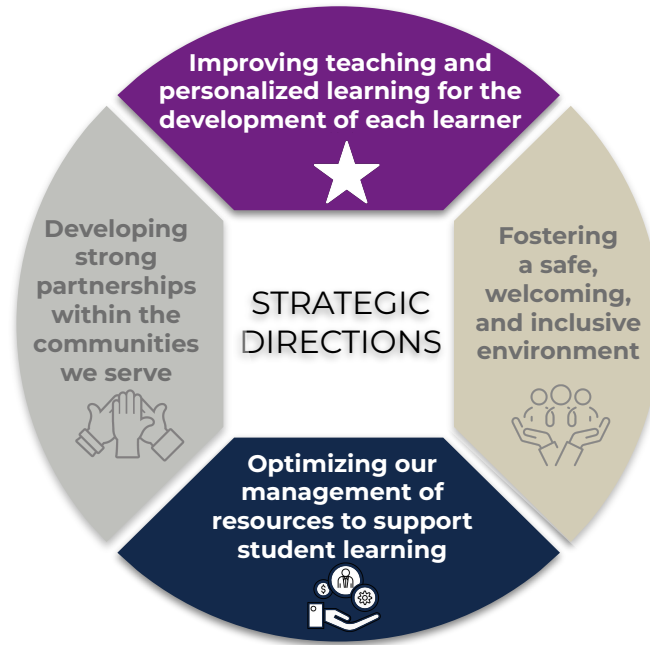 Improving teaching and
personalized learning for the
development of each learner
Developing
strong
partnerships
within the
communities
we serve
STRATEGIC
DIRECTIONS
Fostering
a safe,
welcoming,
and inclusive
environment
Optimizing our
management of
resources to support
student learning
$